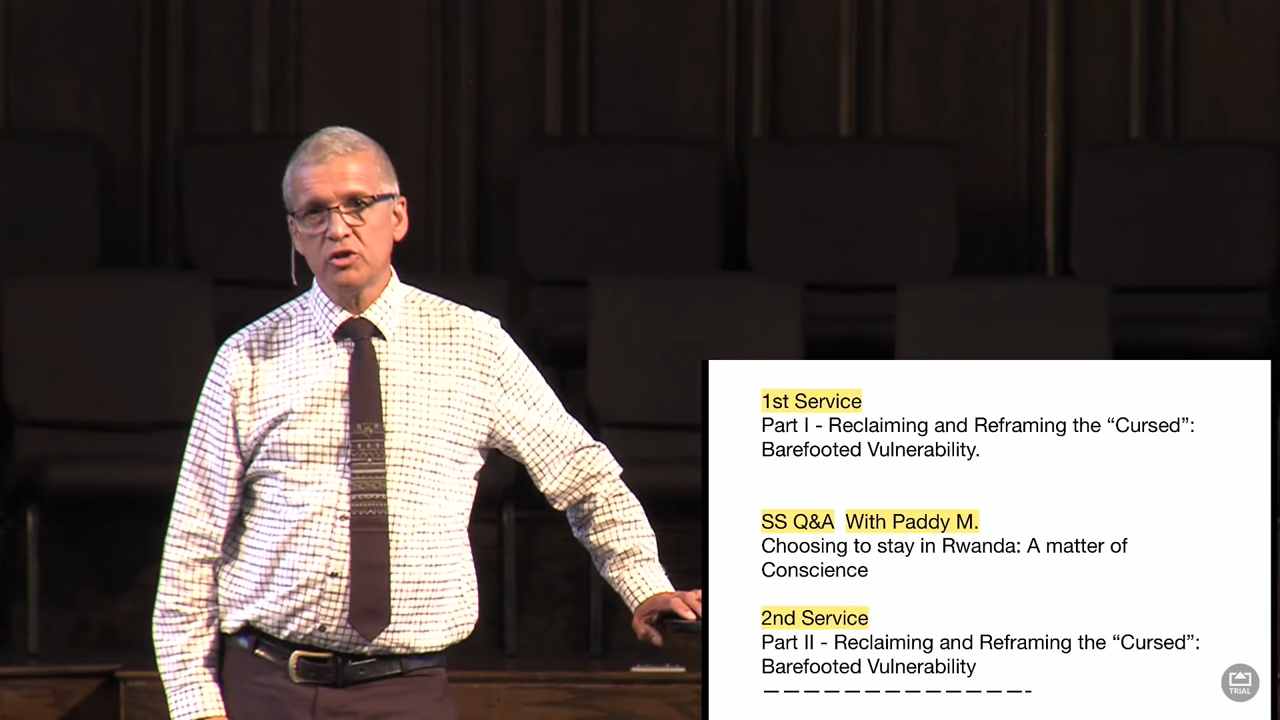 1st Service
Part I - Reclaiming and Reframing the “Cursed”:
Barefooted Vulnerability.
SS Q&A With Paddy M.
Choosing to stay in Rwanda: A matter of
Conscience
2nd Service
Part II - Reclaiming and Reframing the “Cursed”:
Barefooted Vulnerability
— — — — — — — — — — — — -
TRIAL